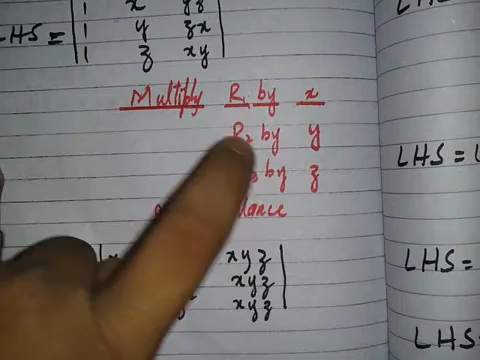 1 x yz
LHS = 1 y zx
1 z xy
Multiply R₁ by x
R₂ by y
by z
xyz
xyz
xyz
LHS
LHS =
LHS =
LHS